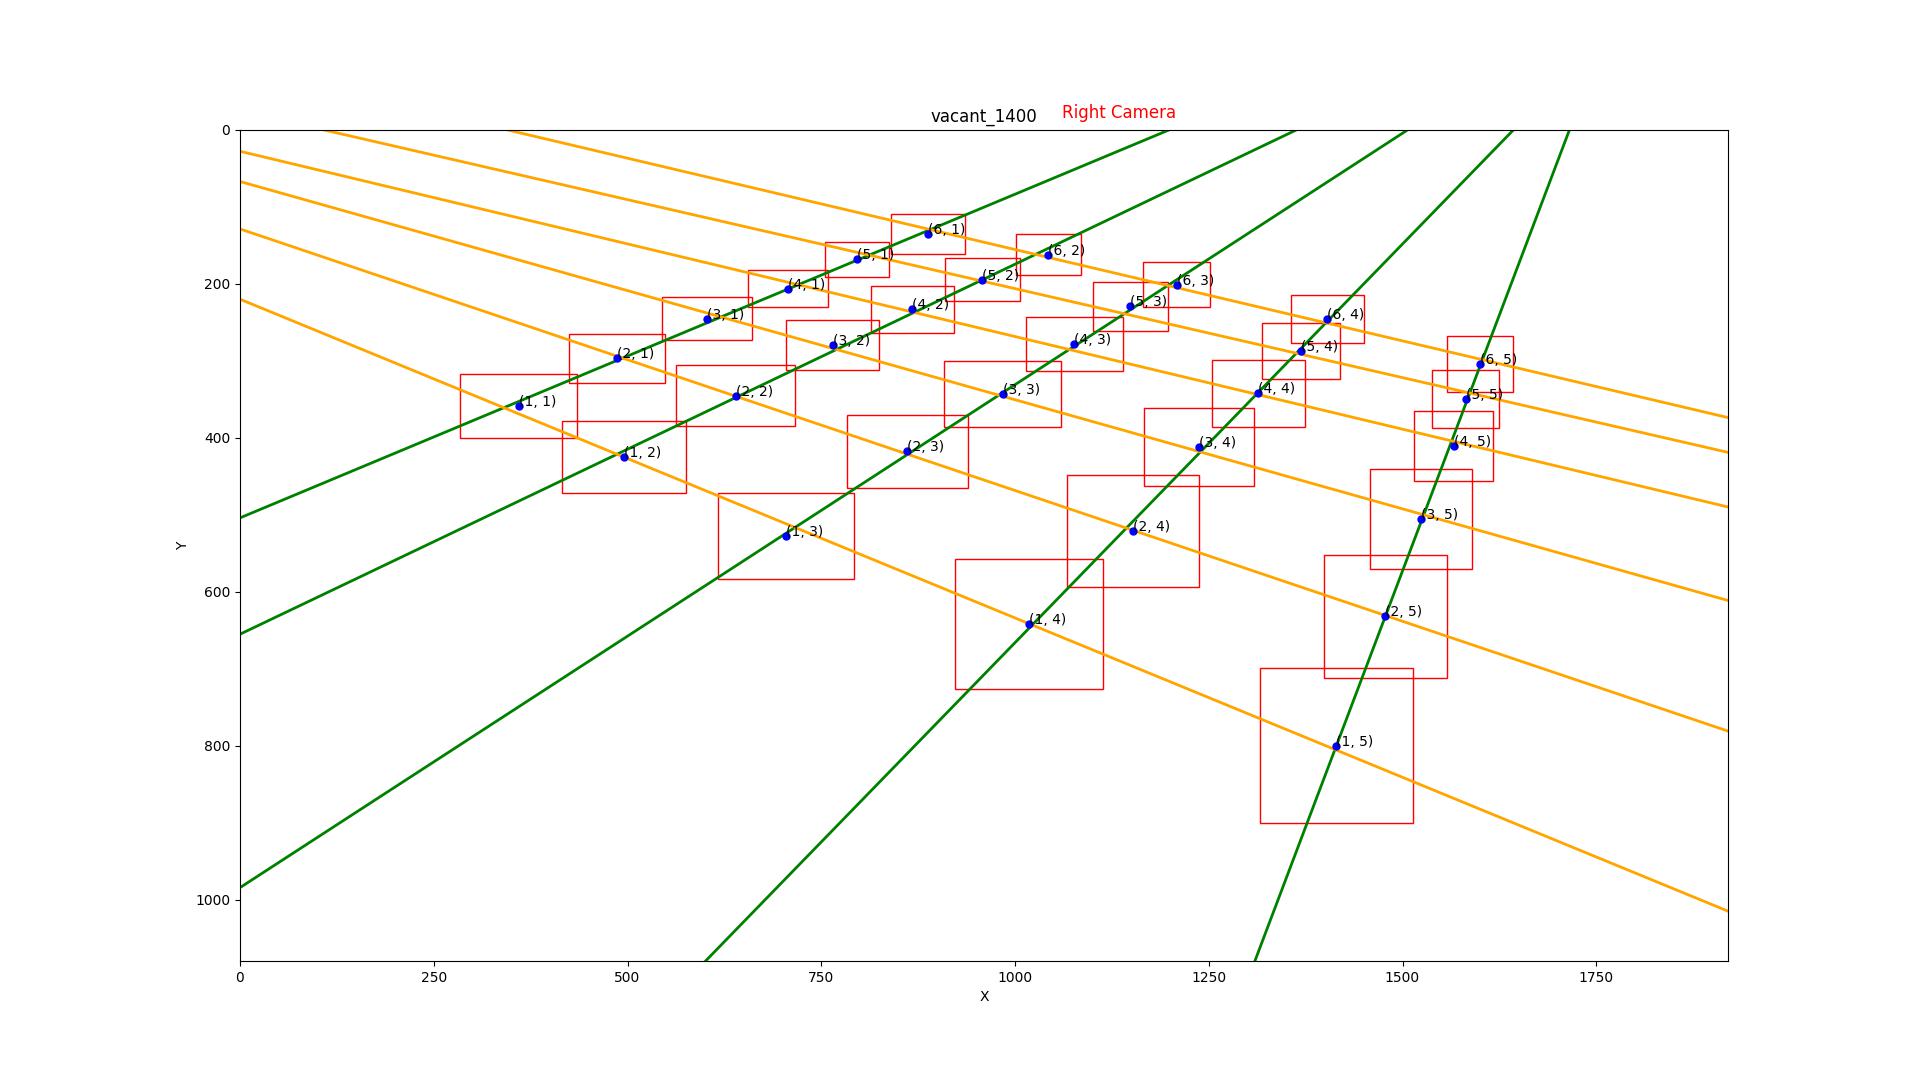 vacant_1400 Right Camera
0
(6, 1)
(5, 1) (6, 2)
(4, 1) (5, 2) (6, 3)
200
(3, 1) (4, 2) (5, 3) (6, 4)
(2, 1) (3, 2) (4, 3) (5, 4) (6, 5)
(1, 1) (2, 2) (3, 3) (4, 4) (5, 5)
400
(1, 2) (2, 3) (3, 4) (4, 5)
(1, 3) (2, 4) (3, 5)
Y
600
(1, 4) (2, 5)
(1, 5)
800
1000
0 250 500 750 1000 1250 1500 1750
X